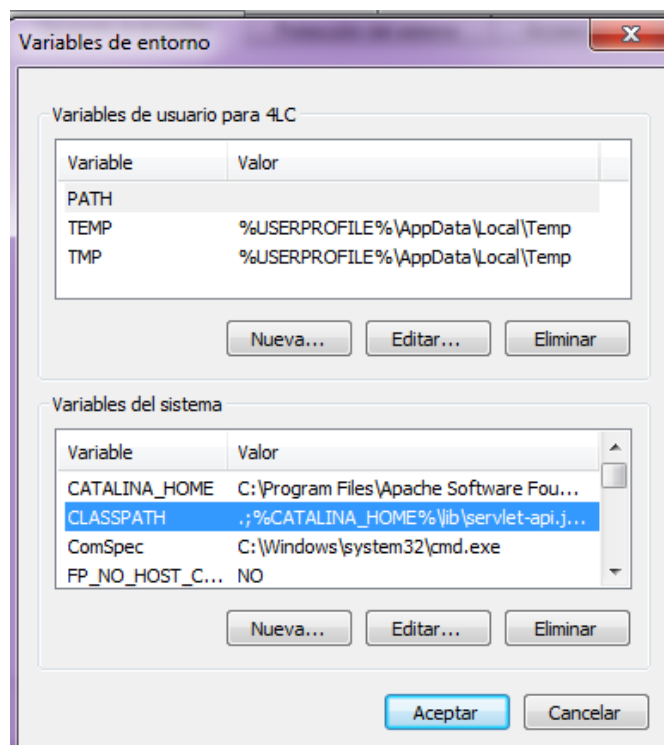 Variables de entorno
Variables de usuario para 4LC
Variable Valor
PATH
TEMP %USERPROFILE%\AppData\Local\Temp
TMP %USERPROFILE%\AppData\Local\Temp
Nueva... Editar... Eliminar
Variables del sistema
Variable Valor
CATALINA_HOME C:\Program Files\Apache Software Fou...
CLASSPATH .;%CATALINA_HOME%\lib\servlet-api.j...
ComSpec C:\Windows\system32\cmd.exe
FP_NO_HOST_C... NO
Nueva... Editar... Eliminar
Aceptar Cancelar